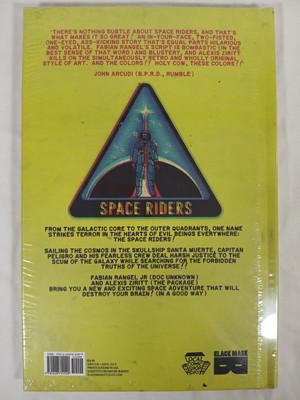 "THERE'S NOTHING SUBTLE ABOUT SPACE RIDERS, AND THAT'S
WHAT MAKES IT SO GREAT! AN IN-YOUR-FACE, TWO-FISTED,
ONE-EYED, ASS-KICKING STORY THAT'S EQUAL PARTS HILARIOUS
AND VOLATILE. FABIAN RANGEL'S SCRIPT IS BOMBASTIC (IN THE
BEST SENSE OF THAT WORD) AND BLUSTERY, AND ALEXIS ZIRITT
KILLS ON THE SIMULTANEOUSLY RETRO AND WHOLLY ORIGINAL
STYLE OF ART. AND THE COLORS!! HOLY COW, THESE COLORS!!"
JOHN ARCUDI (B.P.R.D., RUMBLE)
SPACE RIDERS
FROM THE GALACTIC CORE TO THE OUTER QUADRANTS, ONE NAME
STRIKES TERROR IN THE HEARTS OF EVIL BEINGS EVERYWHERE:
THE SPACE RIDERS!
SAILING THE COSMOS IN THE SKULLSHIP SANTA MUERTE, CAPITAN
PELIGRO AND HIS FEARLESS CREW DEAL HARSH JUSTICE TO THE
SCUM OF THE GALAXY WHILE SEARCHING FOR THE FORBIDDEN
TRUTHS OF THE UNIVERSE!!
FABIAN RANGEL JR (DOC UNKNOWN)
AND ALEXIS ZIRITT (THE PACKAGE)
BRING YOU A NEW AND EXCITING SPACE ADVENTURE THAT WILL
DESTROY YOUR BRAIN! (IN A GOOD WAY)
LOCAL
COMIC
SHOP
BLACK MASK